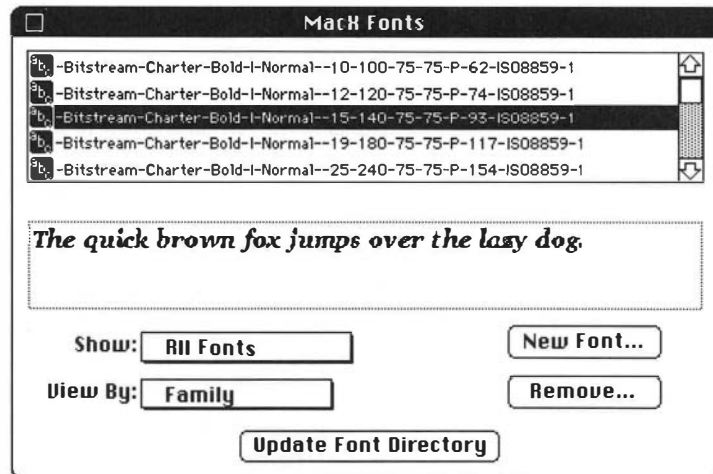 MacX Fonts
-Bitstream-Charter-Bold-I-Normal--10-100-75-75-P-62-ISO8859-1
-Bitstream-Charter-Bold-I-Normal--12-120-75-75-P-74-ISO8859-1
-Bitstream-Charter-Bold-I-Normal--15-140-75-75-P-93-ISO8859-1
-Bitstream-Charter-Bold-I-Normal--19-180-75-75-P-117-ISO8859-1
-Bitstream-Charter-Bold-I-Normal--25-240-75-75-P-154-ISO8859-1
The quick brown fox jumps over the lazy dog.
Show: All Fonts
New Font...
View By: Family
Remove...
Update Font Directory